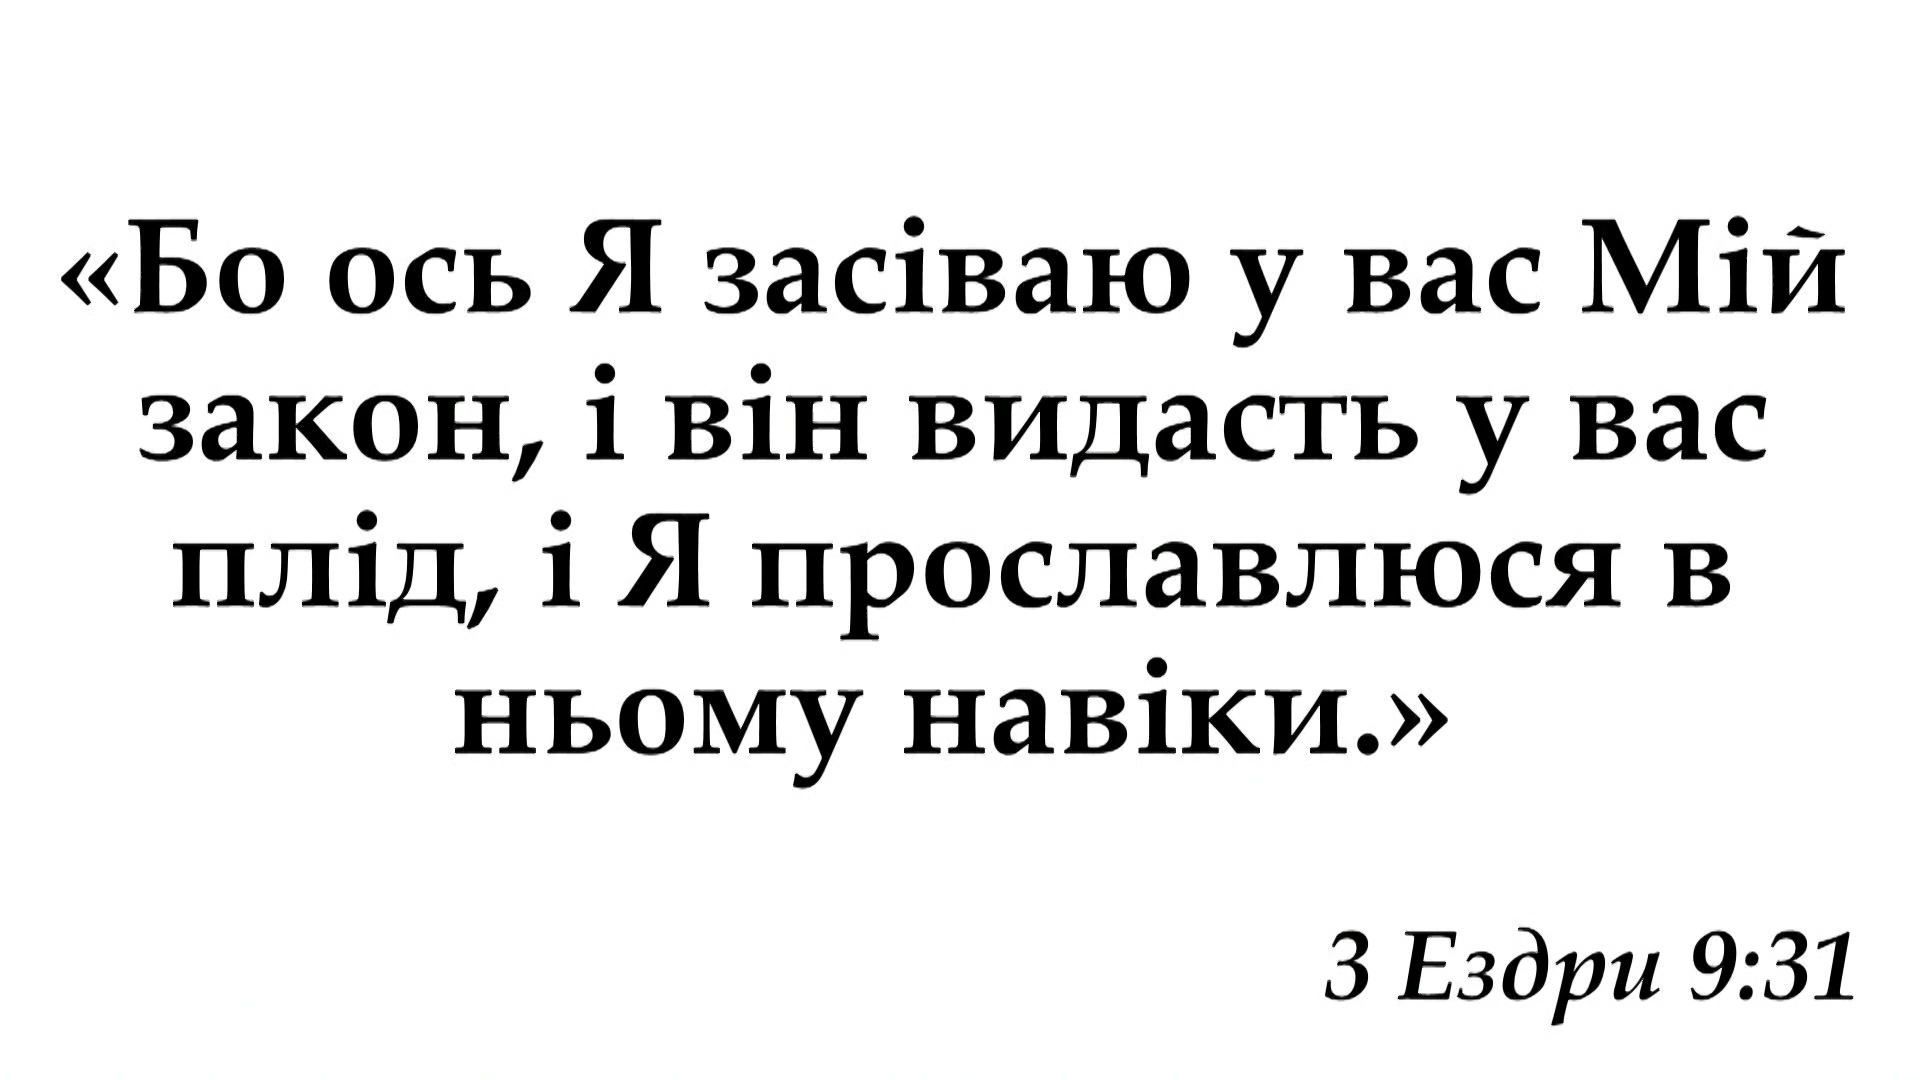 «Бо ось Я засіваю у вас Мій
закон, і він видасть у вас
плід, і Я прославлюся в
ньому навіки.»
3 Ездри 9:31